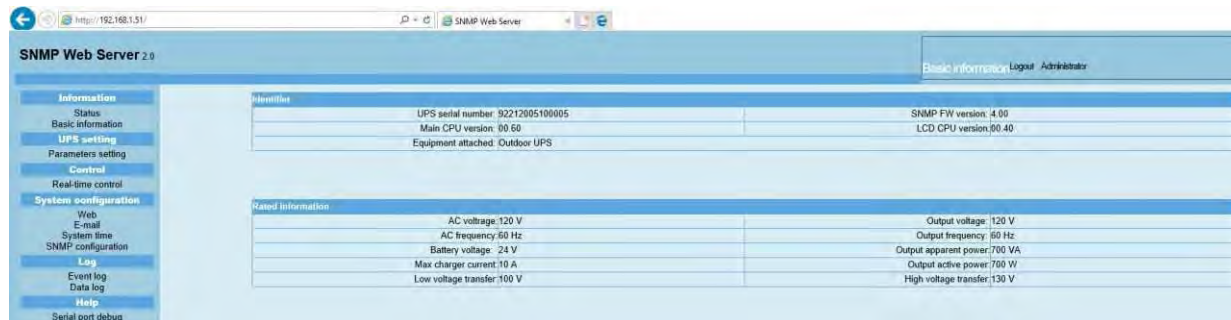 http://192.168.1.51/
SNMP Web Server
SNMP Web Server 2.0
Basic information Logout Administrator
Information
Status
Basic information
UPS setting
Parameters setting
Control
Real-time control
System configuration
Web
E-mail
System time
SNMP configuration
Log
Event log
Data log
Help
Serial port debug
Identifier
UPS serial number: 92212005100005 SNMP FW version: 4.00
Main CPU version: 00.60 LCD CPU version: 00.40
Equipment attached: Outdoor UPS
Rated information
AC voltrage: 120 V Output voltage: 120 V
AC frequency: 60 Hz Output frequency: 60 Hz
Battery voltage: 24 V Output apparent power: 700 VA
Max charger current: 10 A Output active power: 700 W
Low voltage transfer: 100 V High voltage transfer: 130 V